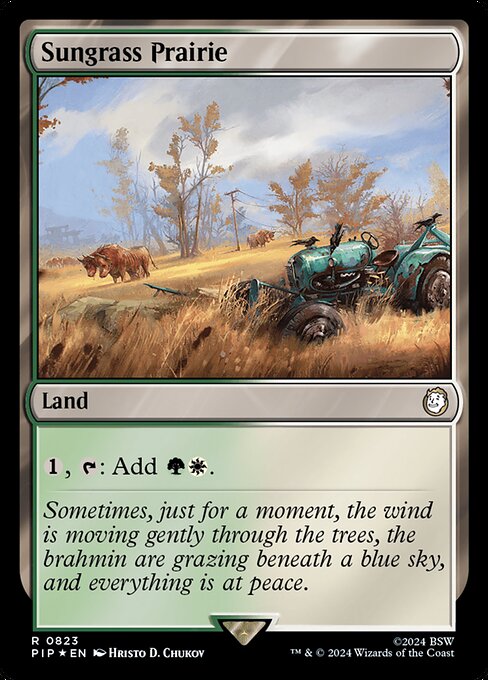 Sungrass Prairie
Land
1, : Add .
Sometimes, just for a moment, the wind
is moving gently through the trees, the
brahmin are grazing beneath a blue sky,
and everything is at peace.
R 0823
PIP ★ EN Hristo D. Chukov
©2024 BSW
™ & © 2024 Wizards of the Coast